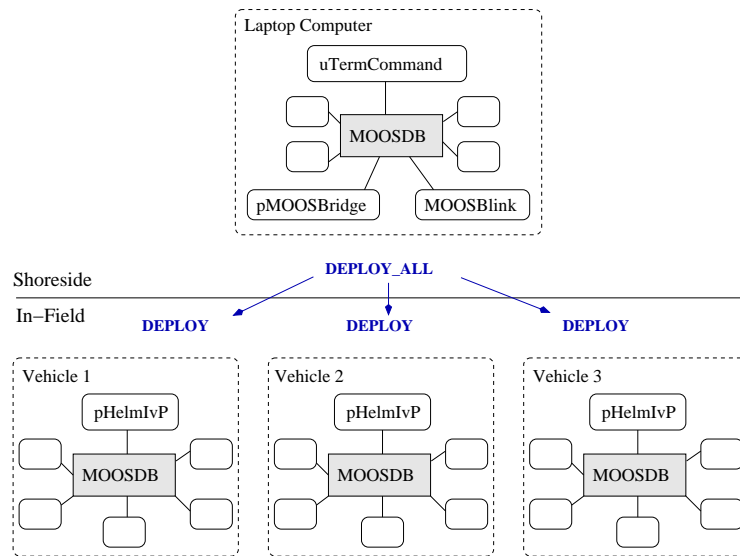 Laptop Computer
uTermCommand
MOOSDB
pMOOSBridge
MOOSBlink
DEPLOY_ALL
Shoreside
In−Field
DEPLOY
DEPLOY
DEPLOY
Vehicle 1
Vehicle 2
Vehicle 3
pHelmIvP
pHelmIvP
pHelmIvP
MOOSDB
MOOSDB
MOOSDB